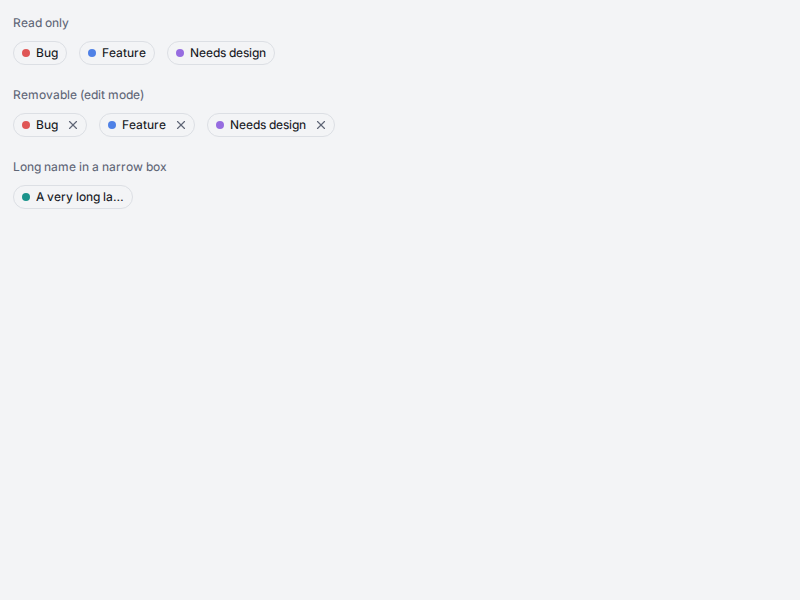 Read only
Bug Feature Needs design
Removable (edit mode)
Bug Feature Needs design
Long name in a narrow box
A very long la...